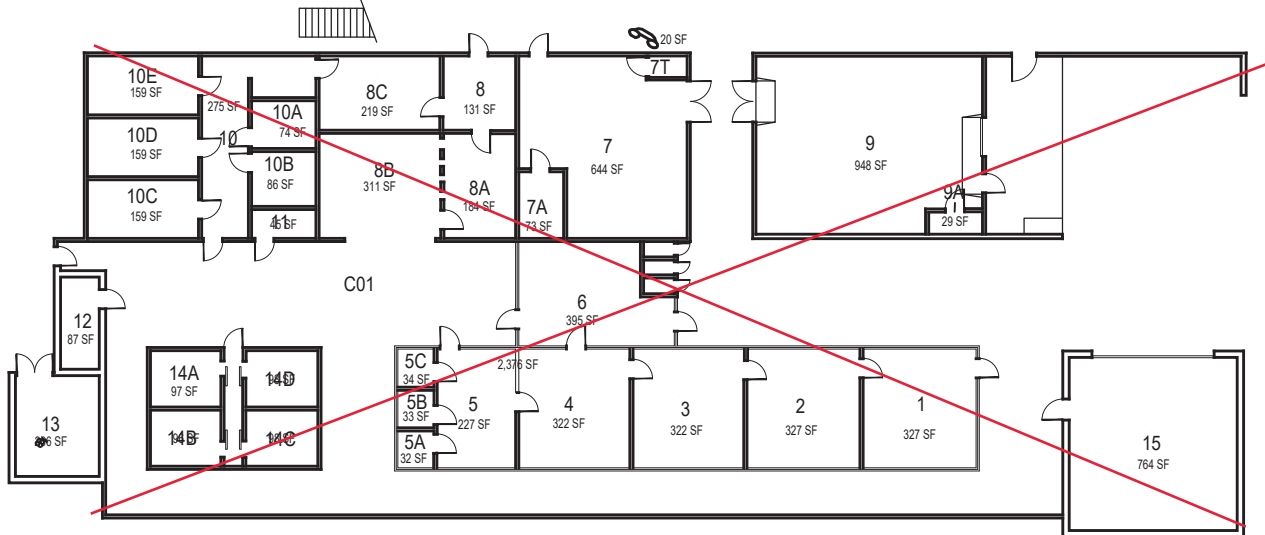 20 SF
7T
10E
159 SF
275 SF
10A
74 SF
8C
219 SF
8
131 SF
10D
159 SF
10
7
644 SF
9
948 SF
10B
86 SF
8B
311 SF
8A
184 SF
10C
159 SF
11
7A
73 SF
9A
29 SF
C01
6
395 SF
12
87 SF
2,376 SF
14A
97 SF
14D
5C
34 SF
5B
33 SF
5
227 SF
4
322 SF
3
322 SF
2
327 SF
1
327 SF
13
14B
14C
5A
32 SF
15
764 SF